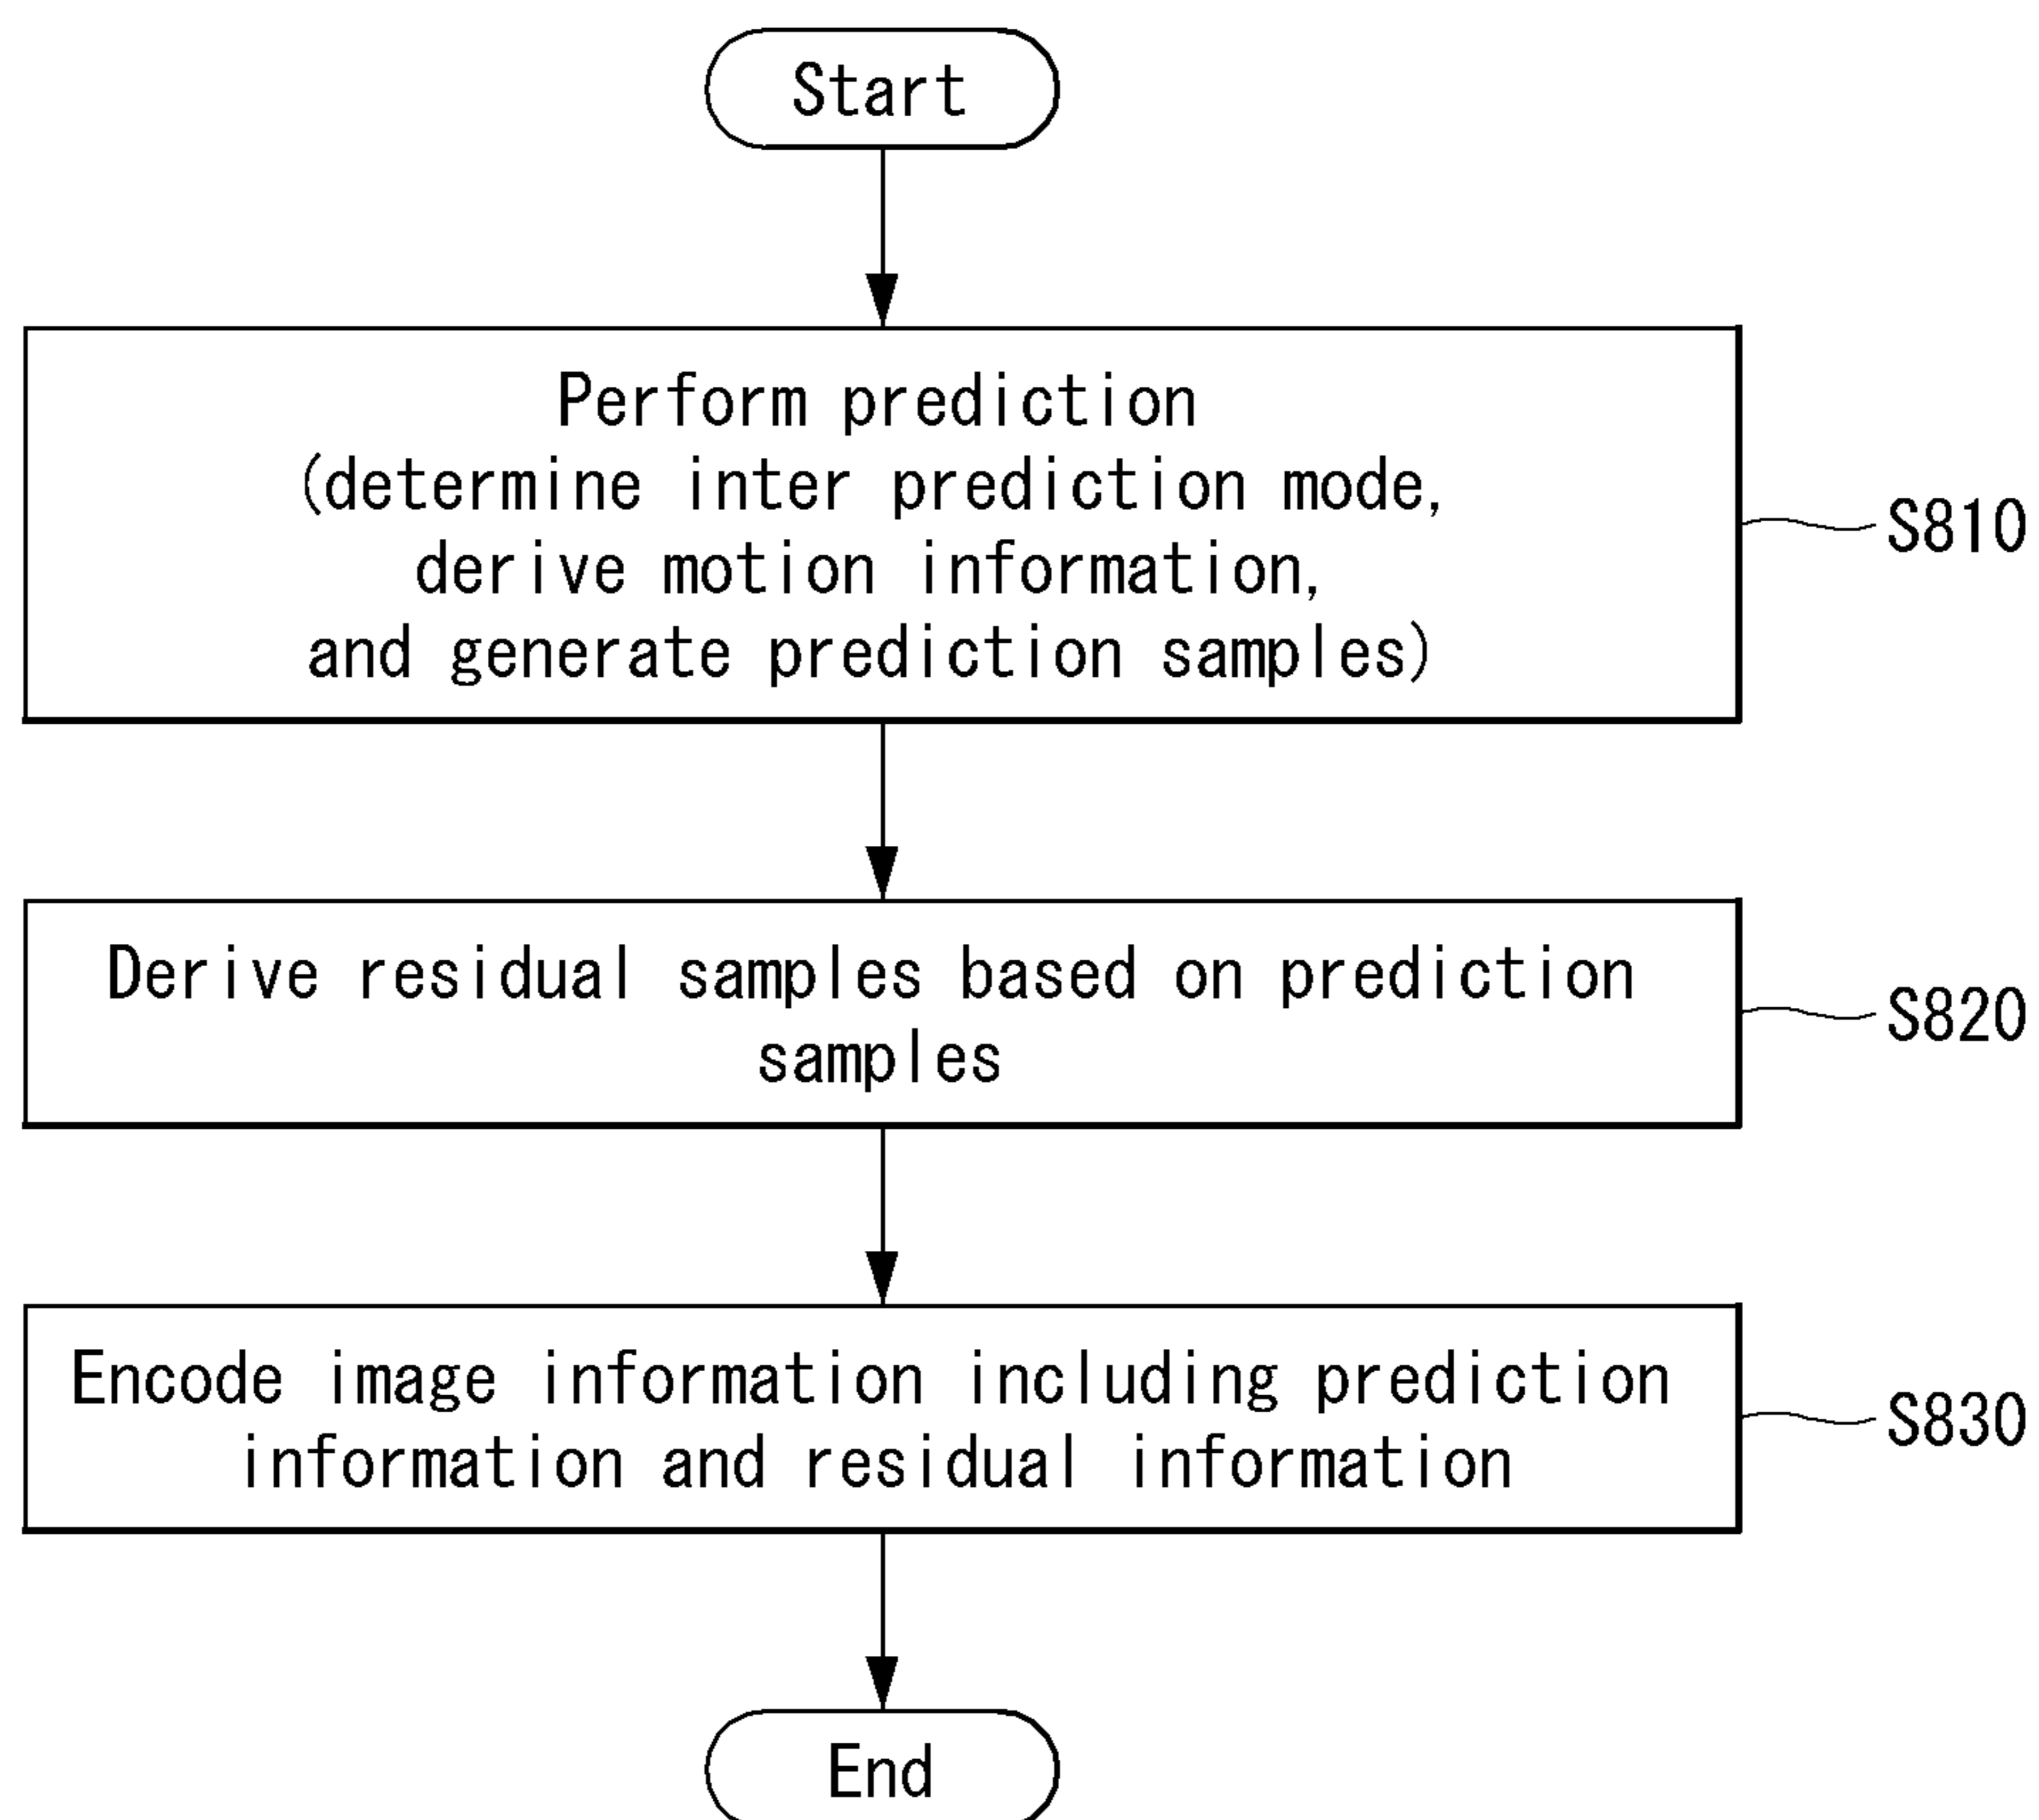 Start
Perform prediction
(determine inter prediction mode,
derive motion information,
and generate prediction samples)
S810
Derive residual samples based on prediction
samples
S820
Encode image information including prediction
information and residual information
S830
End